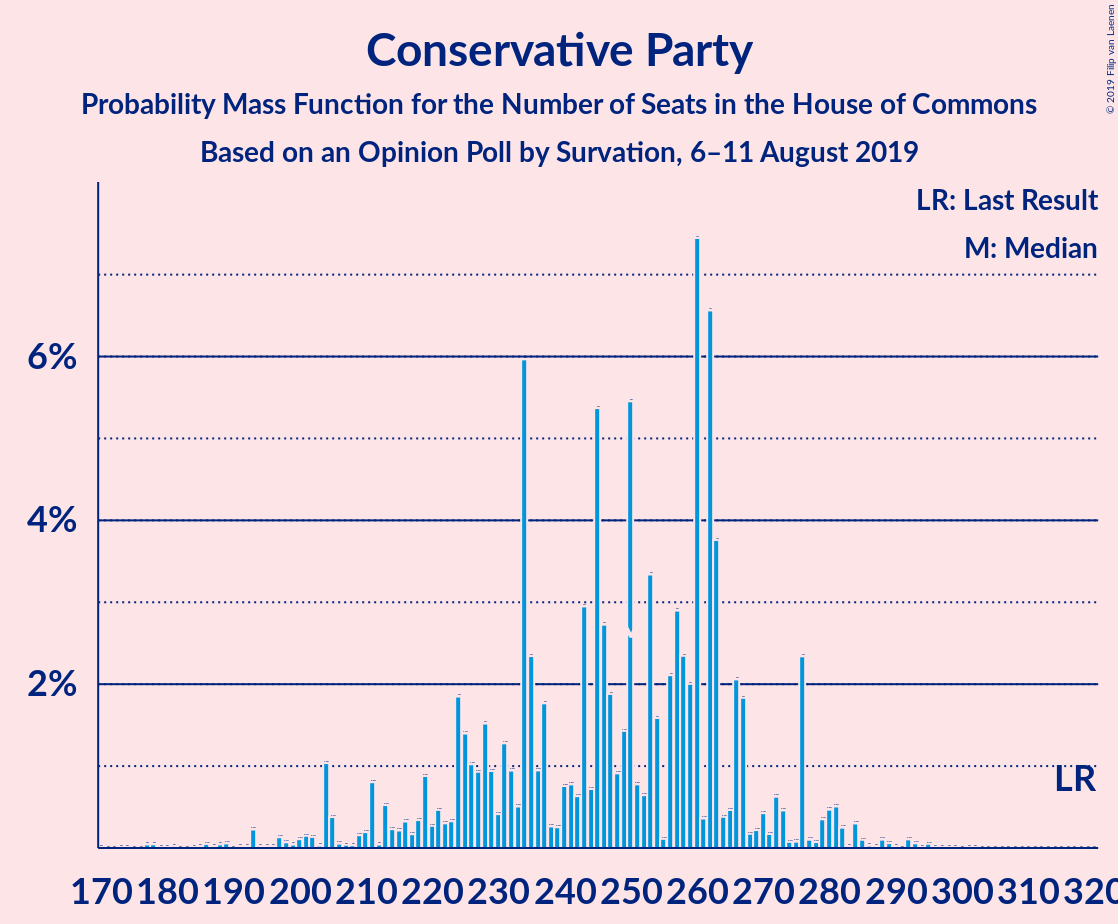 Conservative Party
Probability Mass Function for the Number of Seats in the House of Commons
Based on an Opinion Poll by Survation, 6–11 August 2019
© 2019 Filip van Laenen
LR: Last Result
M: Median
6%
4%
2%
LR
170 180 190 200 210 220 230 240 250 260 270 280 290 300 310 320